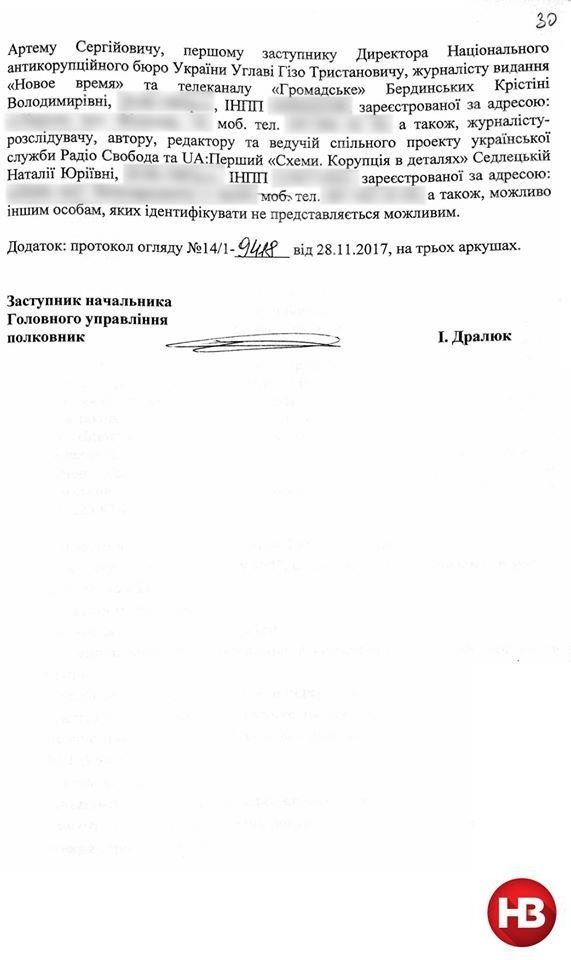 30
Артему Сергійовичу, першому заступнику Директора Національного
антикорупційного бюро України Углаві Гізо Тристановичу, журналісту видання
«Новое время» та телеканалу «Громадське» Бердинських Крістіні
Володимирівні, , ІНПП зареєстрованої за адресою:
моб. тел. а також, журналісту-
розслідувачу, автору, редактору та ведучій спільного проекту української
служби Радіо Свобода та UA:Перший «Схеми. Корупція в деталях» Седлецькій
Наталії Юріївні, ІНПП зареєстрованої за адресою:
моб. тел. а також, можливо
іншим особам, яких ідентифікувати не представляється можливим.
Додаток: протокол огляду №14/1-9418 від 28.11.2017, на трьох аркушах.
Заступник начальника
Головного управління
полковник І. Дралюк
НВ